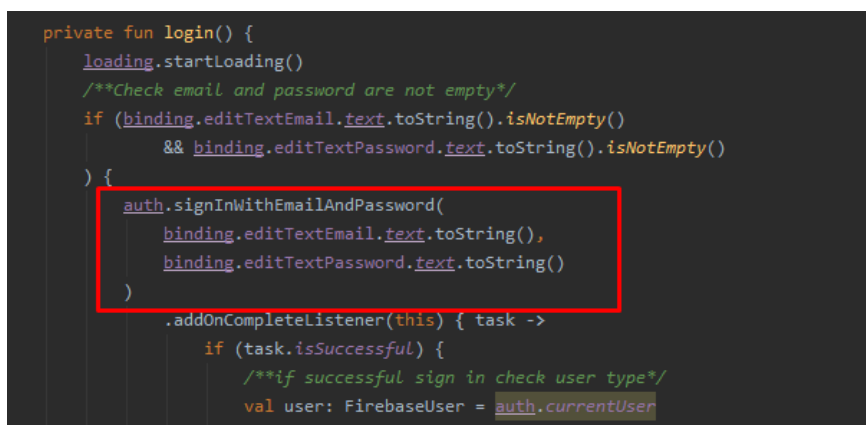 private fun login() {
loading.startLoading()
/**Check email and password are not empty*/
if (binding.editTextEmail.text.toString().isNotEmpty()
&& binding.editTextPassword.text.toString().isNotEmpty()
) {
auth.signInWithEmailAndPassword(
binding.editTextEmail.text.toString(),
binding.editTextPassword.text.toString()
)
.addOnCompleteListener(this) { task ->
if (task.isSuccessful) {
/**if successful sign in check user type*/
val user: FirebaseUser = auth.currentUser